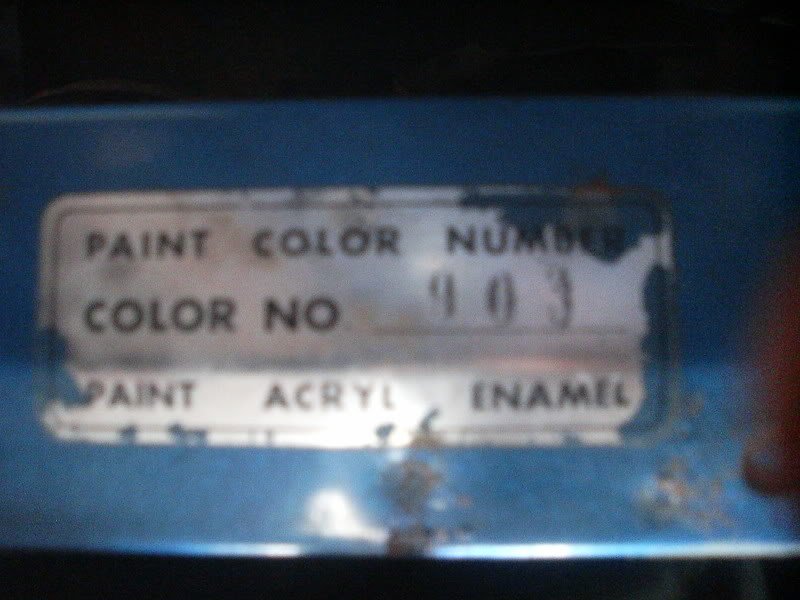 PAINT COLOR NUMBER
COLOR NO 903
PAINT ACRYL ENAMEL